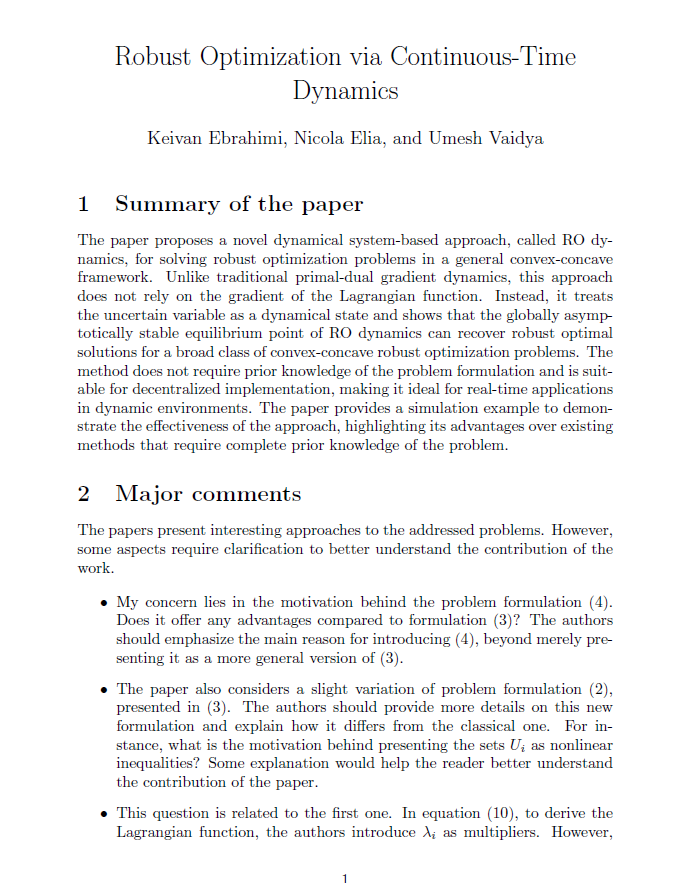 Robust Optimization via Continuous-Time
Dynamics
Keivan Ebrahimi, Nicola Elia, and Umesh Vaidya
1 Summary of the paper
The paper proposes a novel dynamical system-based approach, called RO dy-
namics, for solving robust optimization problems in a general convex-concave
framework. Unlike traditional primal-dual gradient dynamics, this approach
does not rely on the gradient of the Lagrangian function. Instead, it treats
the uncertain variable as a dynamical state and shows that the globally asymp-
totically stable equilibrium point of RO dynamics can recover robust optimal
solutions for a broad class of convex-concave robust optimization problems. The
method does not require prior knowledge of the problem formulation and is suit-
able for decentralized implementation, making it ideal for real-time applications
in dynamic environments. The paper provides a simulation example to demon-
strate the effectiveness of the approach, highlighting its advantages over existing
methods that require complete prior knowledge of the problem.
2 Major comments
The papers present interesting approaches to the addressed problems. However,
some aspects require clarification to better understand the contribution of the
work.
• My concern lies in the motivation behind the problem formulation (4).
Does it offer any advantages compared to formulation (3)? The authors
should emphasize the main reason for introducing (4), beyond merely pre-
senting it as a more general version of (3).
• The paper also considers a slight variation of problem formulation (2),
presented in (3). The authors should provide more details on this new
formulation and explain how it differs from the classical one. For in-
stance, what is the motivation behind presenting the sets U_i as nonlinear
inequalities? Some explanation would help the reader better understand
the contribution of the paper.
• This question is related to the first one. In equation (10), to derive the
Lagrangian function, the authors introduce λ_i as multipliers. However,
1